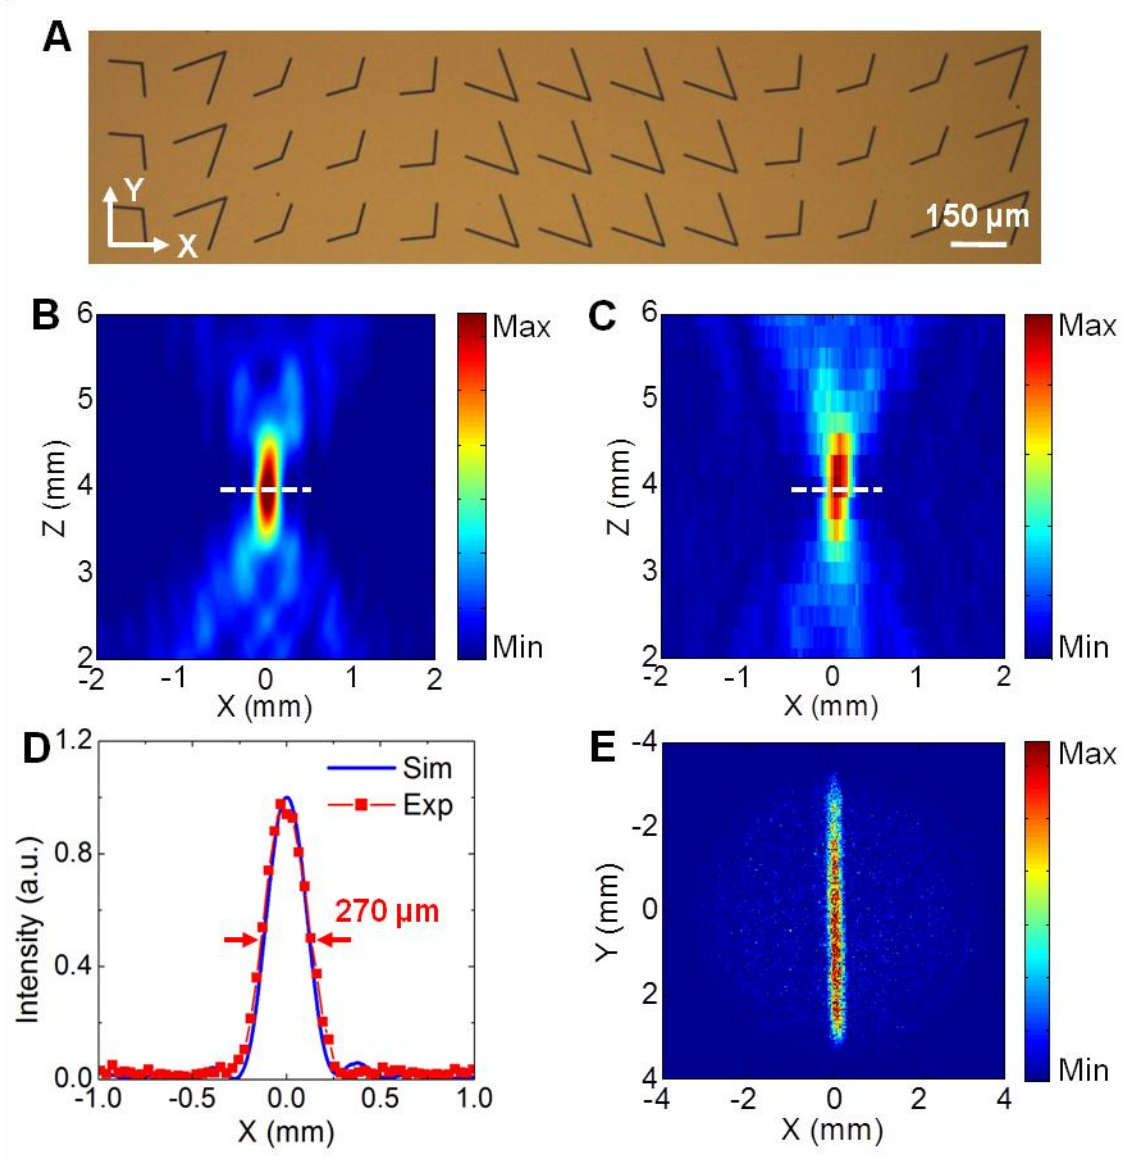 A
Y
X
150 µm
B
6
5
4
3
2
Z (mm)
-2 -1 0 1 2
X (mm)
Max
Min
C
6
5
4
3
2
Z (mm)
-2 -1 0 1 2
X (mm)
Max
Min
D
1.2
0.8
0.4
0.0
Intensity (a.u.)
Sim
Exp
270 µm
-1.0 -0.5 0.0 0.5 1.0
X (mm)
E
-4
-2
0
2
4
Y (mm)
-4 -2 0 2 4
X (mm)
Max
Min